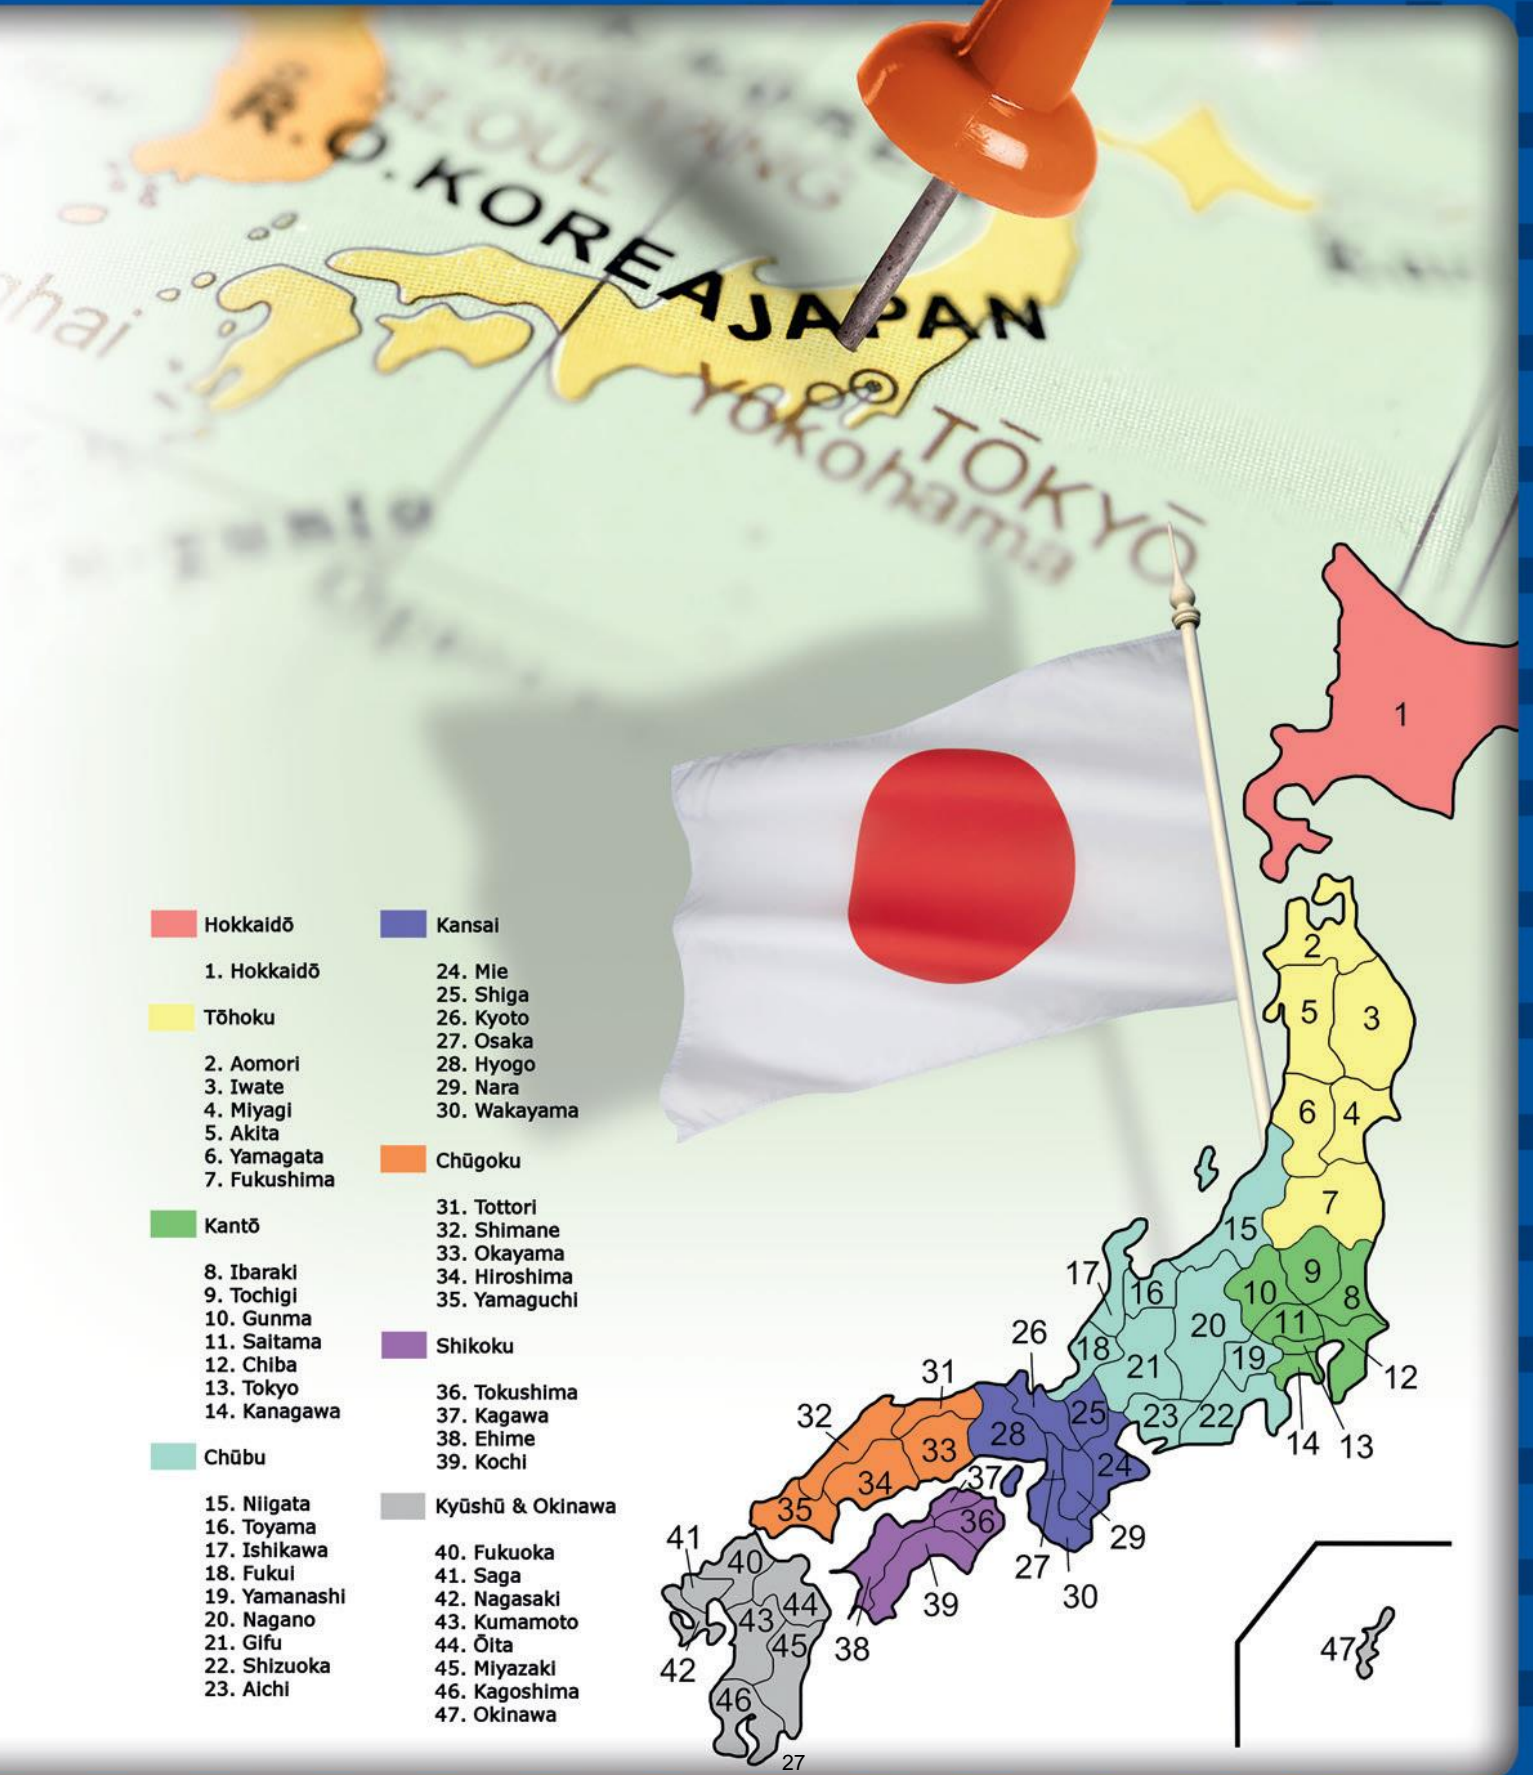 SEOUL
R.O.KOREA
JAPAN
Yokohama
TŌKYŌ
ghai
Hokkaidō
1. Hokkaidō
Tōhoku
2. Aomori
3. Iwate
4. Miyagi
5. Akita
6. Yamagata
7. Fukushima
Kantō
8. Ibaraki
9. Tochigi
10. Gunma
11. Saitama
12. Chiba
13. Tokyo
14. Kanagawa
Chūbu
15. Niigata
16. Toyama
17. Ishikawa
18. Fukui
19. Yamanashi
20. Nagano
21. Gifu
22. Shizuoka
23. Aichi
Kansai
24. Mie
25. Shiga
26. Kyoto
27. Osaka
28. Hyogo
29. Nara
30. Wakayama
Chūgoku
31. Tottori
32. Shimane
33. Okayama
34. Hiroshima
35. Yamaguchi
Shikoku
36. Tokushima
37. Kagawa
38. Ehime
39. Kochi
Kyūshū & Okinawa
40. Fukuoka
41. Saga
42. Nagasaki
43. Kumamoto
44. Ōita
45. Miyazaki
46. Kagoshima
47. Okinawa
1
2
5
3
6
4
7
15
9
17
16
10
8
11
20
26
18
19
21
12
31
32
25
23
22
28
14
13
33
24
37
34
35
36
29
41
40
27
30
39
44
43
45
38
47
42
46
27